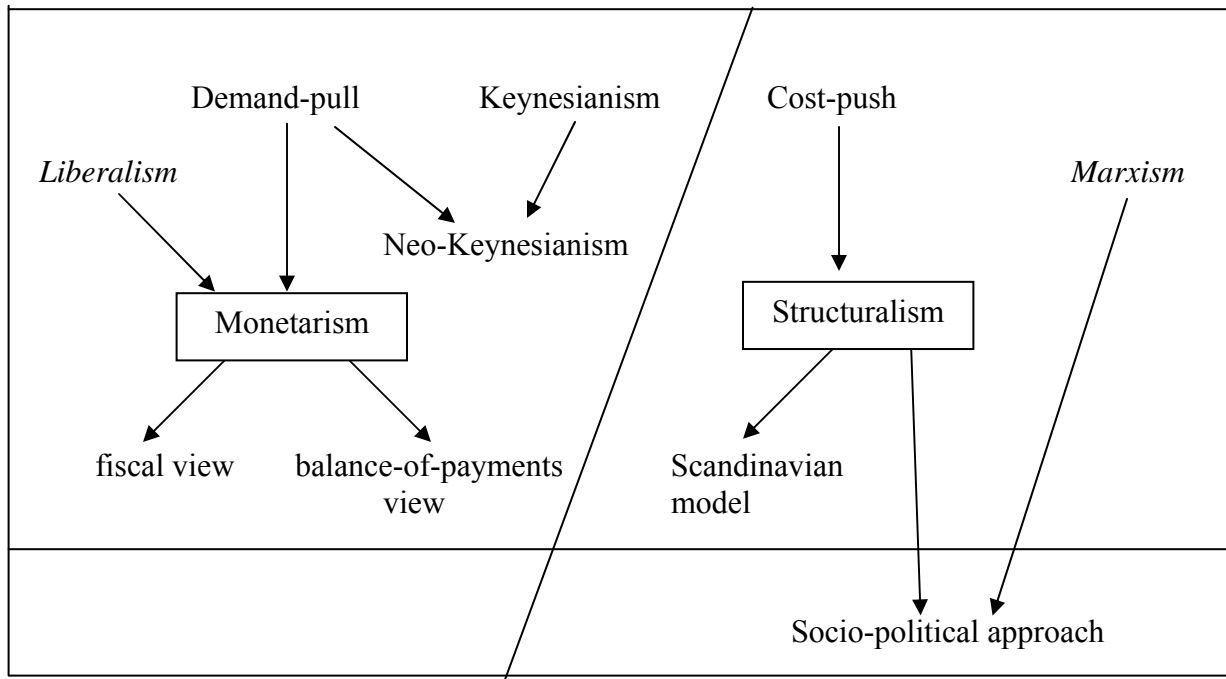 Demand-pull
Keynesianism
Cost-push
Liberalism
Marxism
Neo-Keynesianism
Monetarism
Structuralism
fiscal view
balance-of-payments
view
Scandinavian
model
Socio-political approach